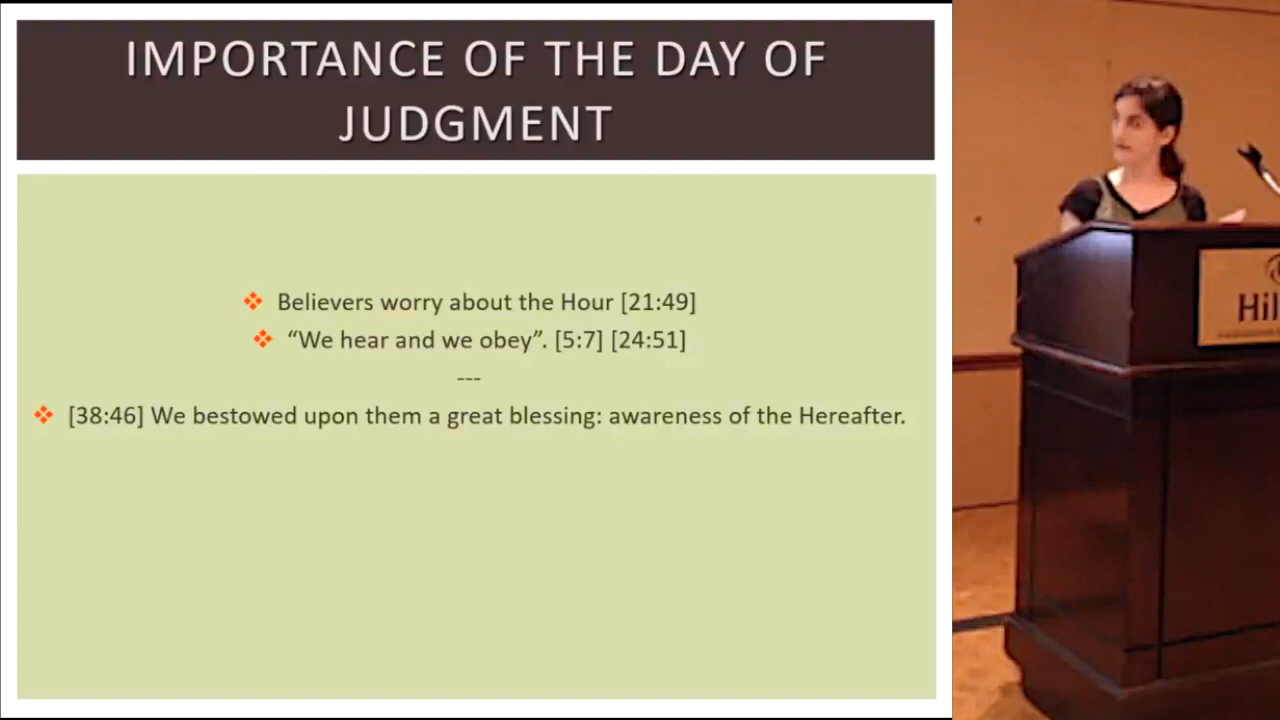 IMPORTANCE OF THE DAY OF
JUDGMENT
❖ Believers worry about the Hour [21:49]
❖ “We hear and we obey”. [5:7] [24:51]
---
❖ [38:46] We bestowed upon them a great blessing: awareness of the Hereafter.
Hil